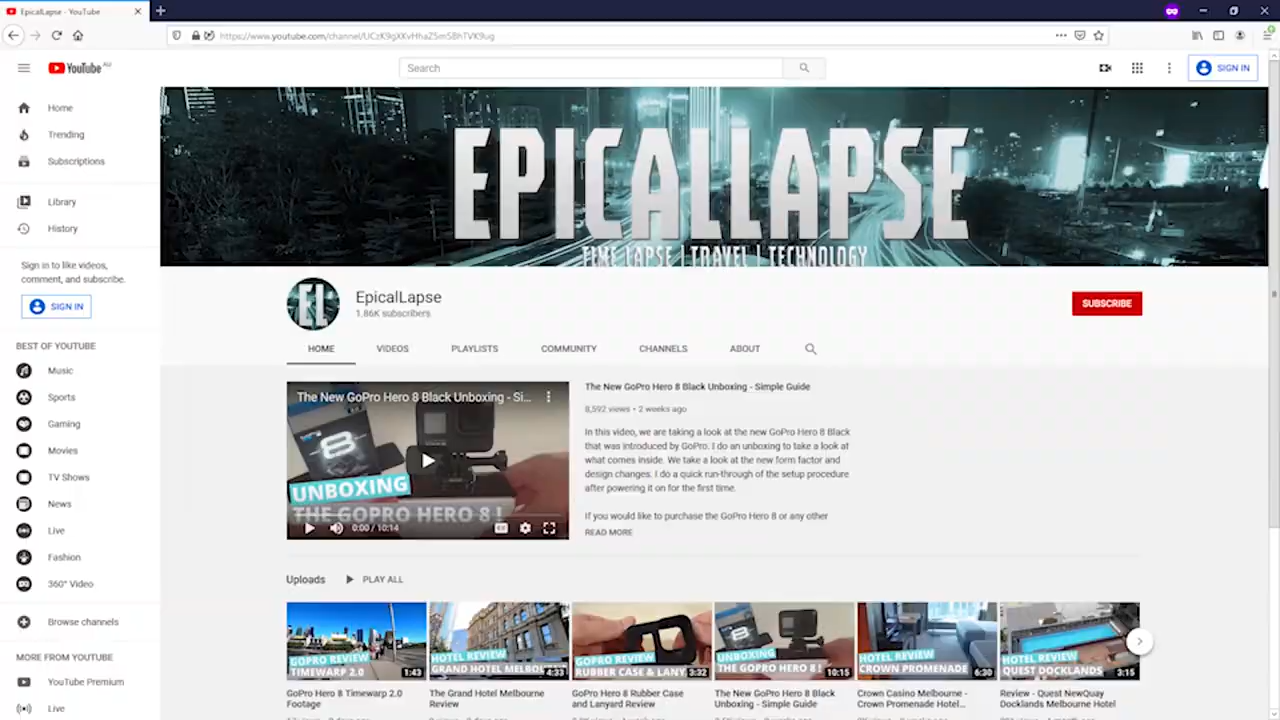 EpicalLapse - YouTube
https://www.youtube.com/channel/UCzK9gXXvHhaZ5mSBhTVK9ug
YouTube AU
Search
SIGN IN
Home
Trending
Subscriptions
Library
History
Sign in to like videos,
comment, and subscribe.
SIGN IN
BEST OF YOUTUBE
Music
Sports
Gaming
Movies
TV Shows
News
Live
Fashion
360° Video
Browse channels
MORE FROM YOUTUBE
YouTube Premium
Live
EPICALLAPSE
TIME LAPSE | TRAVEL | TECHNOLOGY
EL
EpicalLapse
1.86K subscribers
SUBSCRIBE
HOME VIDEOS PLAYLISTS COMMUNITY CHANNELS ABOUT
The New GoPro Hero 8 Black Unboxing - Si...
8
UNBOXING
THE GOPRO HERO 8 !
0:00 / 10:14
The New GoPro Hero 8 Black Unboxing - Simple Guide
8,592 views • 2 weeks ago
In this video, we are taking a look at the new GoPro Hero 8 Black
that was introduced by GoPro. I do an unboxing to take a look at
what comes inside. We take a look at the new form factor and
design changes. I do a quick run-through of the setup procedure
after powering it on for the first time.
If you would like to purchase the GoPro Hero 8 or any other
READ MORE
Uploads PLAY ALL
GOPRO REVIEW
TIMEWARP 2.0
1:43
HOTEL REVIEW
GRAND HOTEL MELBO
4:33
GOPRO REVIEW
RUBBER CASE & LANY
3:32
UNBOXING
THE GOPRO HERO 8 !
10:15
HOTEL REVIEW
CROWN PROMENADE
6:30
HOTEL REVIEW
QUEST DOCKLANDS
3:15
GoPro Hero 8 Timewarp 2.0
Footage
The Grand Hotel Melbourne
Review
GoPro Hero 8 Rubber Case
and Lanyard Review
The New GoPro Hero 8 Black
Unboxing - Simple Guide
Crown Casino Melbourne -
Crown Promenade Hotel...
Review - Quest NewQuay
Docklands Melbourne Hotel